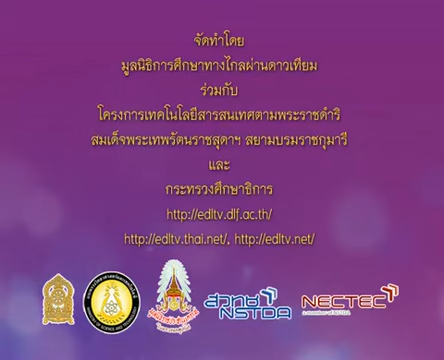 จัดทำโดย
มูลนิธิการศึกษาทางไกลผ่านดาวเทียม
ร่วมกับ
โครงการเทคโนโลยีสารสนเทศตามพระราชดำริ
สมเด็จพระเทพรัตนราชสุดาฯ สยามบรมราชกุมารี
และ
กระทรวงศึกษาธิการ
http://edltv.dlf.ac.th/
http://edltv.thai.net/, http://edltv.net/
สวทช
NSTDA
NECTEC
a member of NSTDA